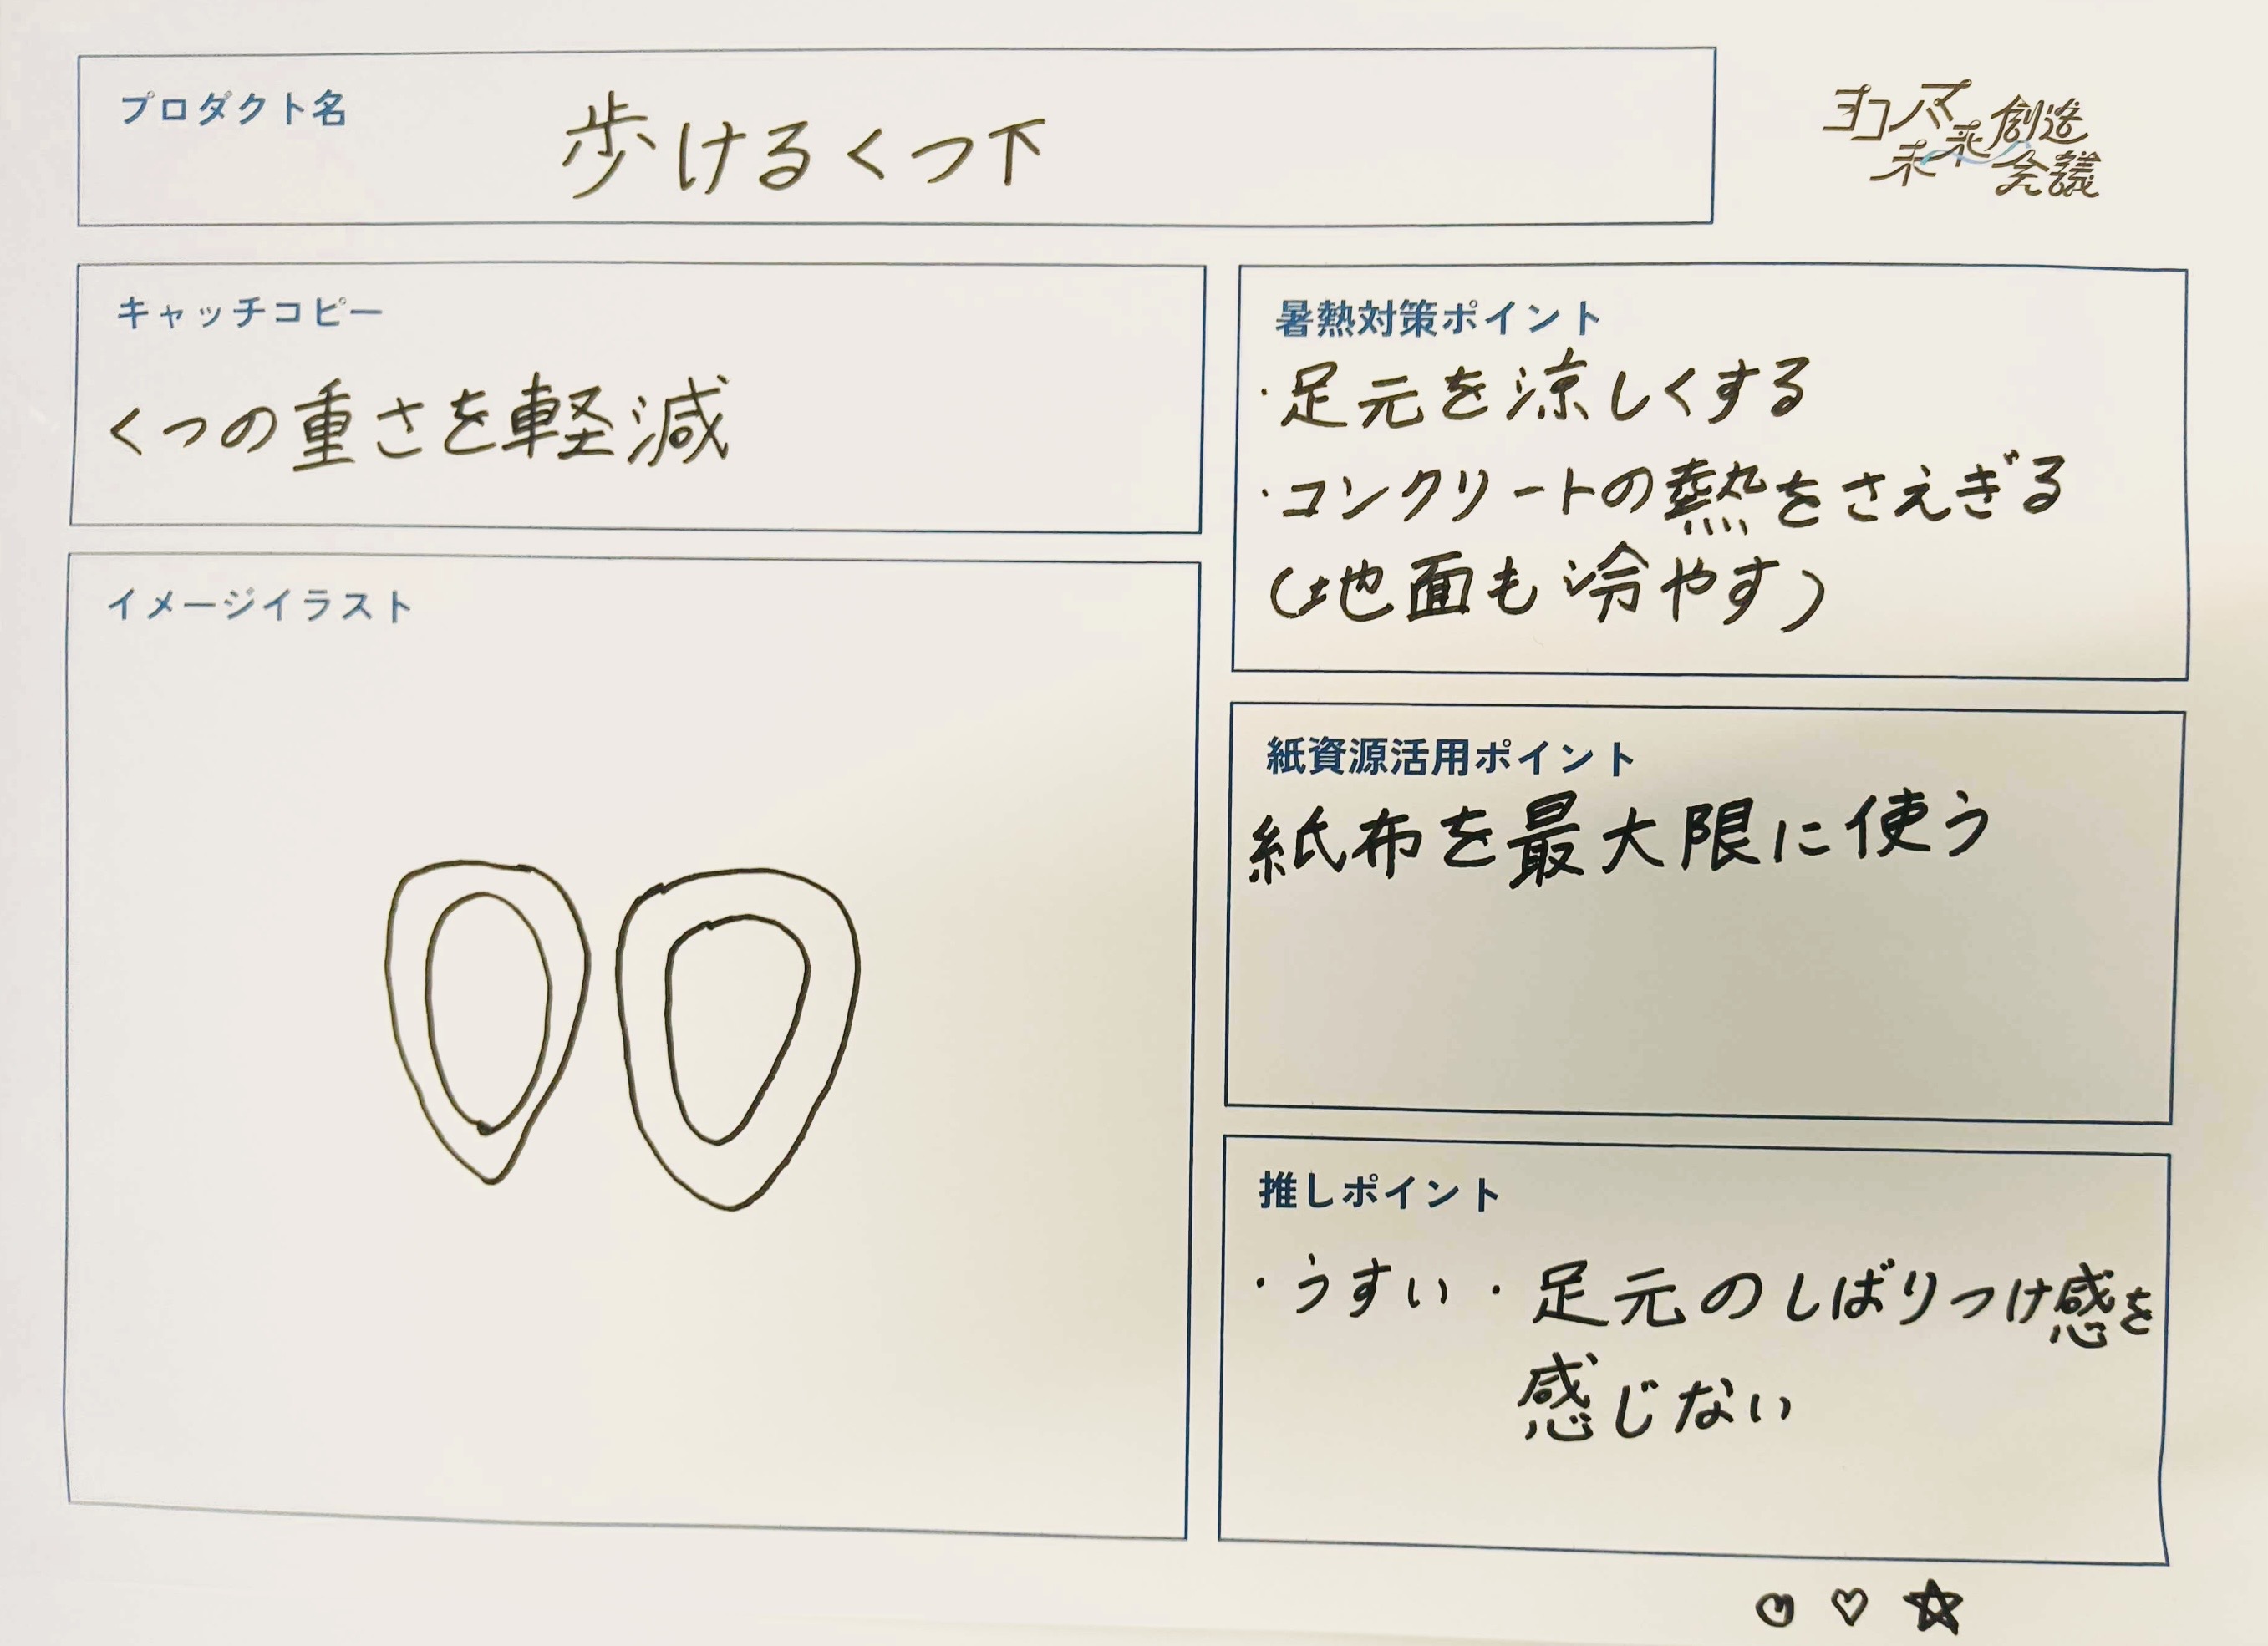 プロダクト名
歩けるくつ下
ヨコハマ未来創造会議
キャッチコピー
くつの重さを軽減
イメージイラスト
暑熱対策ポイント
・足元を涼しくする
・コンクリートの熱をさえぎる
(地面も冷やす)
紙資源活用ポイント
紙布を最大限に使う
推しポイント
・うすい・足元のしばりつけ感を
感じない